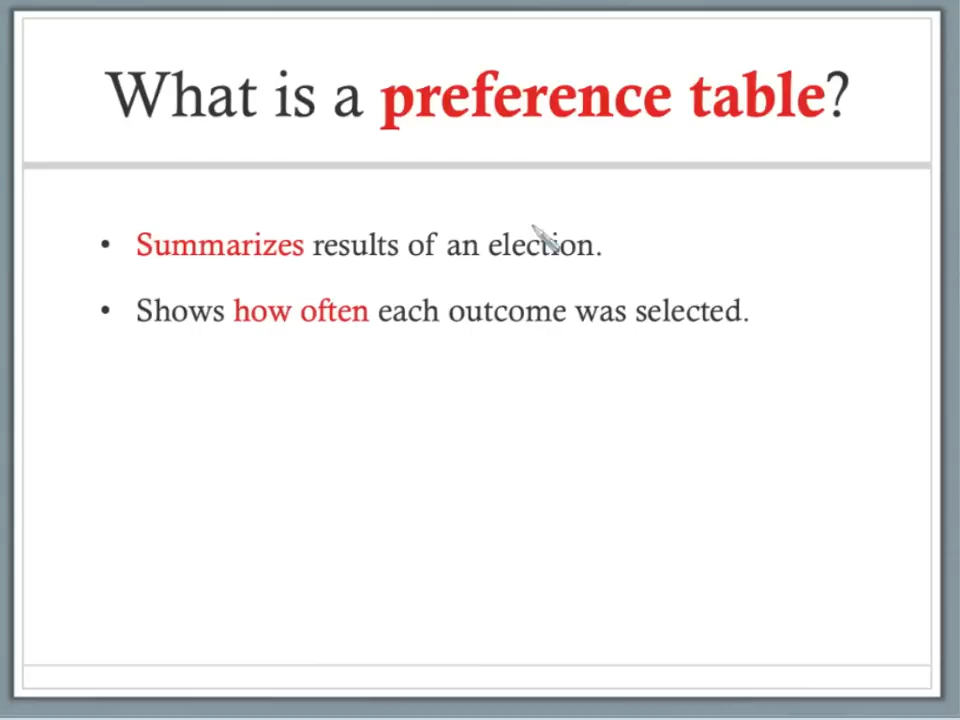 What is a preference table?
• Summarizes results of an election.
• Shows how often each outcome was selected.